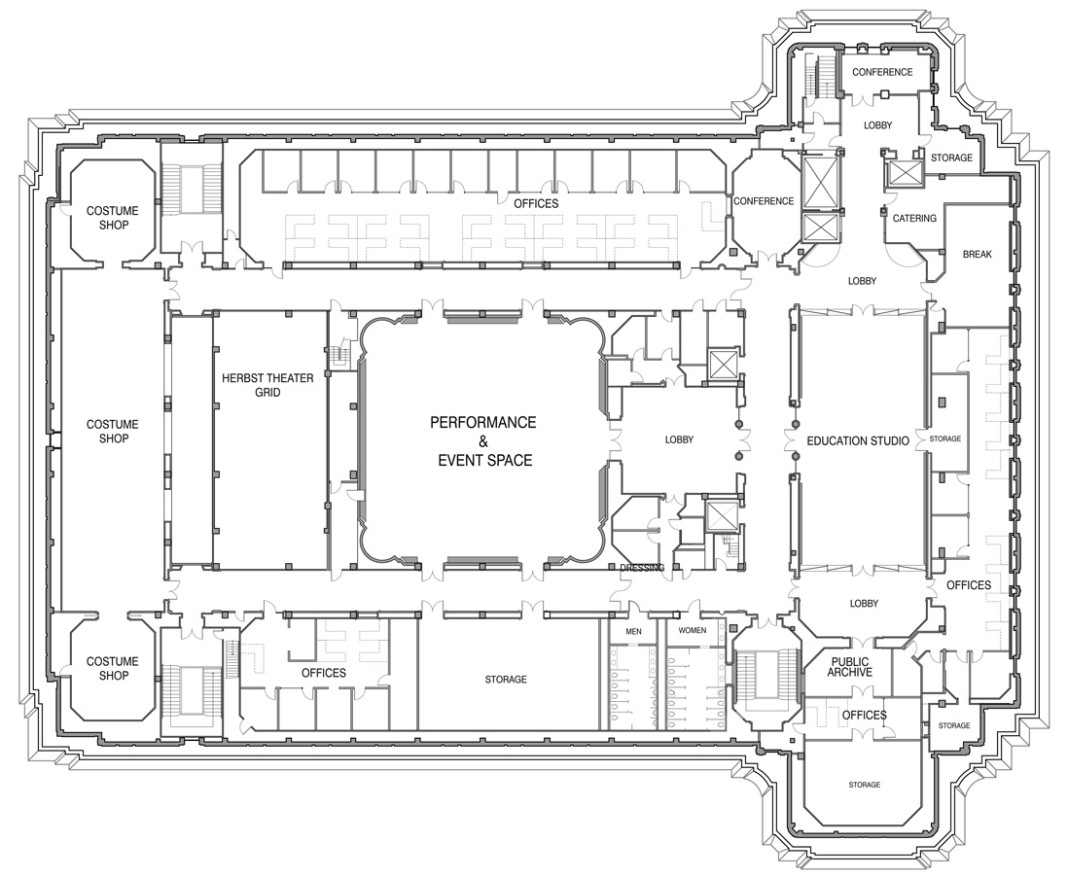 CONFERENCE
LOBBY
STORAGE
COSTUME
SHOP
OFFICES
CONFERENCE
CATERING
BREAK
LOBBY
HERBST THEATER
GRID
COSTUME
SHOP
PERFORMANCE
&
EVENT SPACE
LOBBY
EDUCATION STUDIO
STORAGE
DRESSING
OFFICES
LOBBY
MEN
WOMEN
COSTUME
SHOP
OFFICES
STORAGE
PUBLIC
ARCHIVE
OFFICES
STORAGE
STORAGE